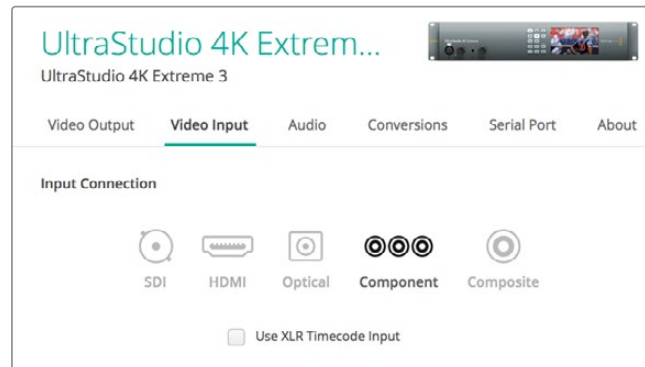 UltraStudio 4K Extrem...
UltraStudio 4K Extreme 3
Video Output Video Input Audio Conversions Serial Port About
Input Connection
SDI HDMI Optical Component Composite
Use XLR Timecode Input